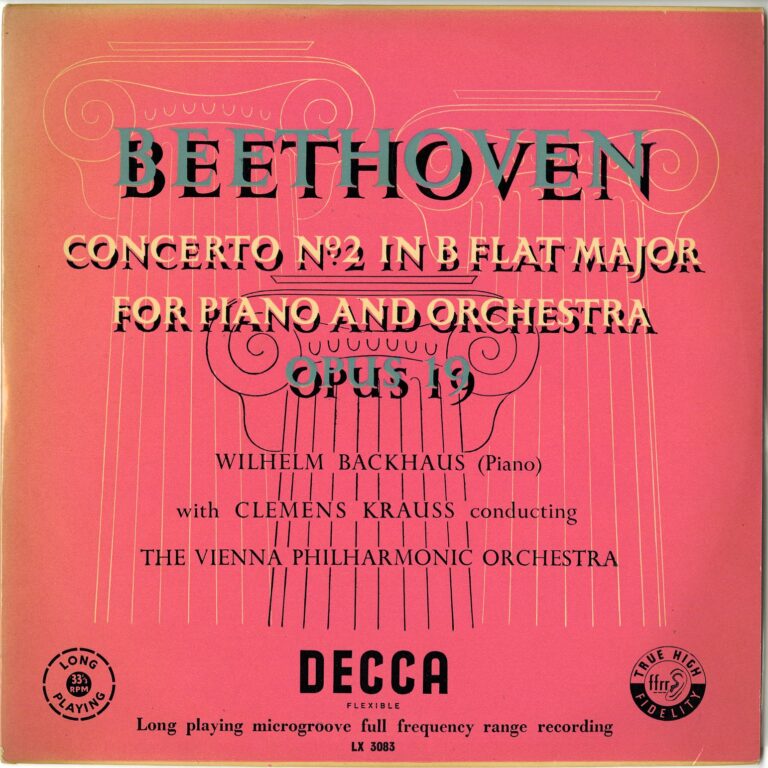 BEETHOVEN
CONCERTO Nº2 IN B FLAT MAJOR
FOR PIANO AND ORCHESTRA
OPUS 19
WILHELM BACKHAUS (Piano)
with CLEMENS KRAUSS conducting
THE VIENNA PHILHARMONIC ORCHESTRA
LONG
33⅓
RPM
PLAYING
DECCA
FLEXIBLE
TRUE HIGH
ffrr
FIDELITY
Long playing microgroove full frequency range recording
LX 3083